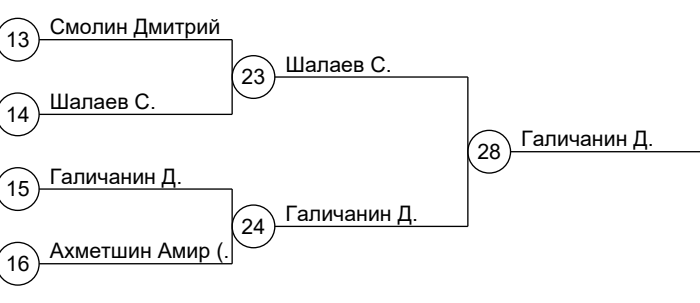 13 Смолин Дмитрий
23 Шалаев С.
14 Шалаев С.
28 Галичанин Д.
15 Галичанин Д.
24 Галичанин Д.
16 Ахметшин Амир (.